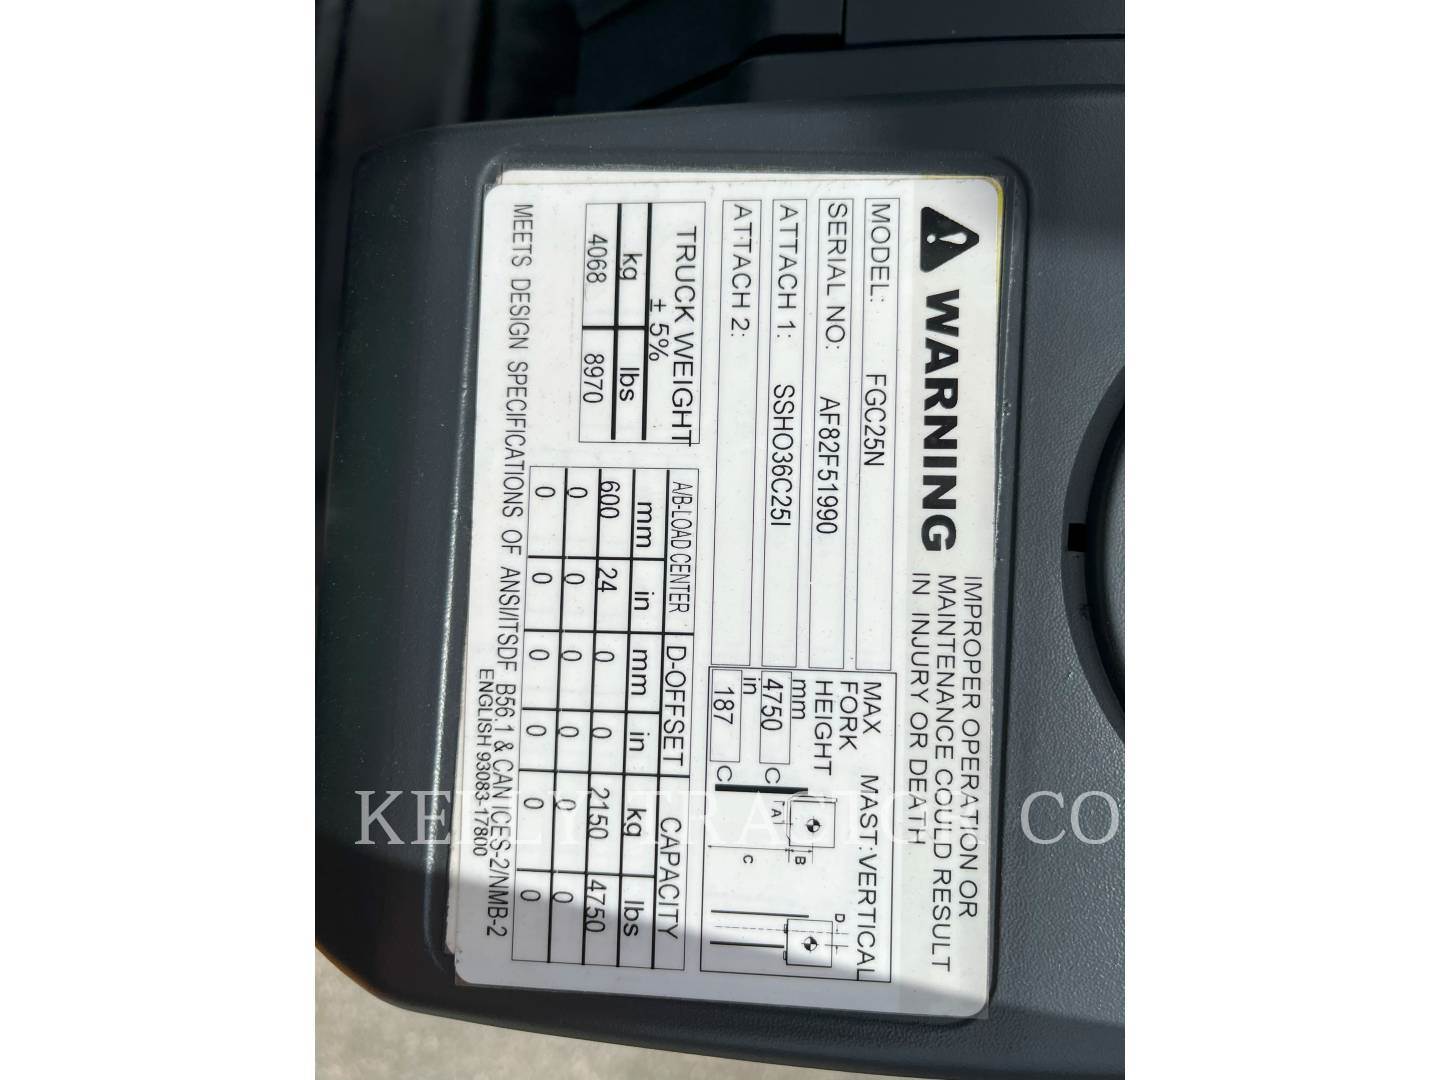 WARNING
IMPROPER OPERATION OR
MAINTENANCE COULD RESULT
IN INJURY OR DEATH
MODEL: FGC25N
SERIAL NO: AF82F51990
ATTACH 1: SSHO36C25I
ATTACH 2:
MAX MAST:VERTICAL
FORK
HEIGHT
mm
4750 C
in
187 C
A B C D
TRUCK WEIGHT
± 5%
kg lbs
4068 8970
A/B-LOAD CENTER D-OFFSET CAPACITY
mm in mm in kg lbs
600 24 0 0 2150 4750
0 0 0 0 0 0
0 0 0 0 0 0
MEETS DESIGN SPECIFICATIONS OF ANSI/ITSDF B56.1 & CAN ICES-2/NMB-2
ENGLISH 93083-17800
KELLY TRACTOR CO